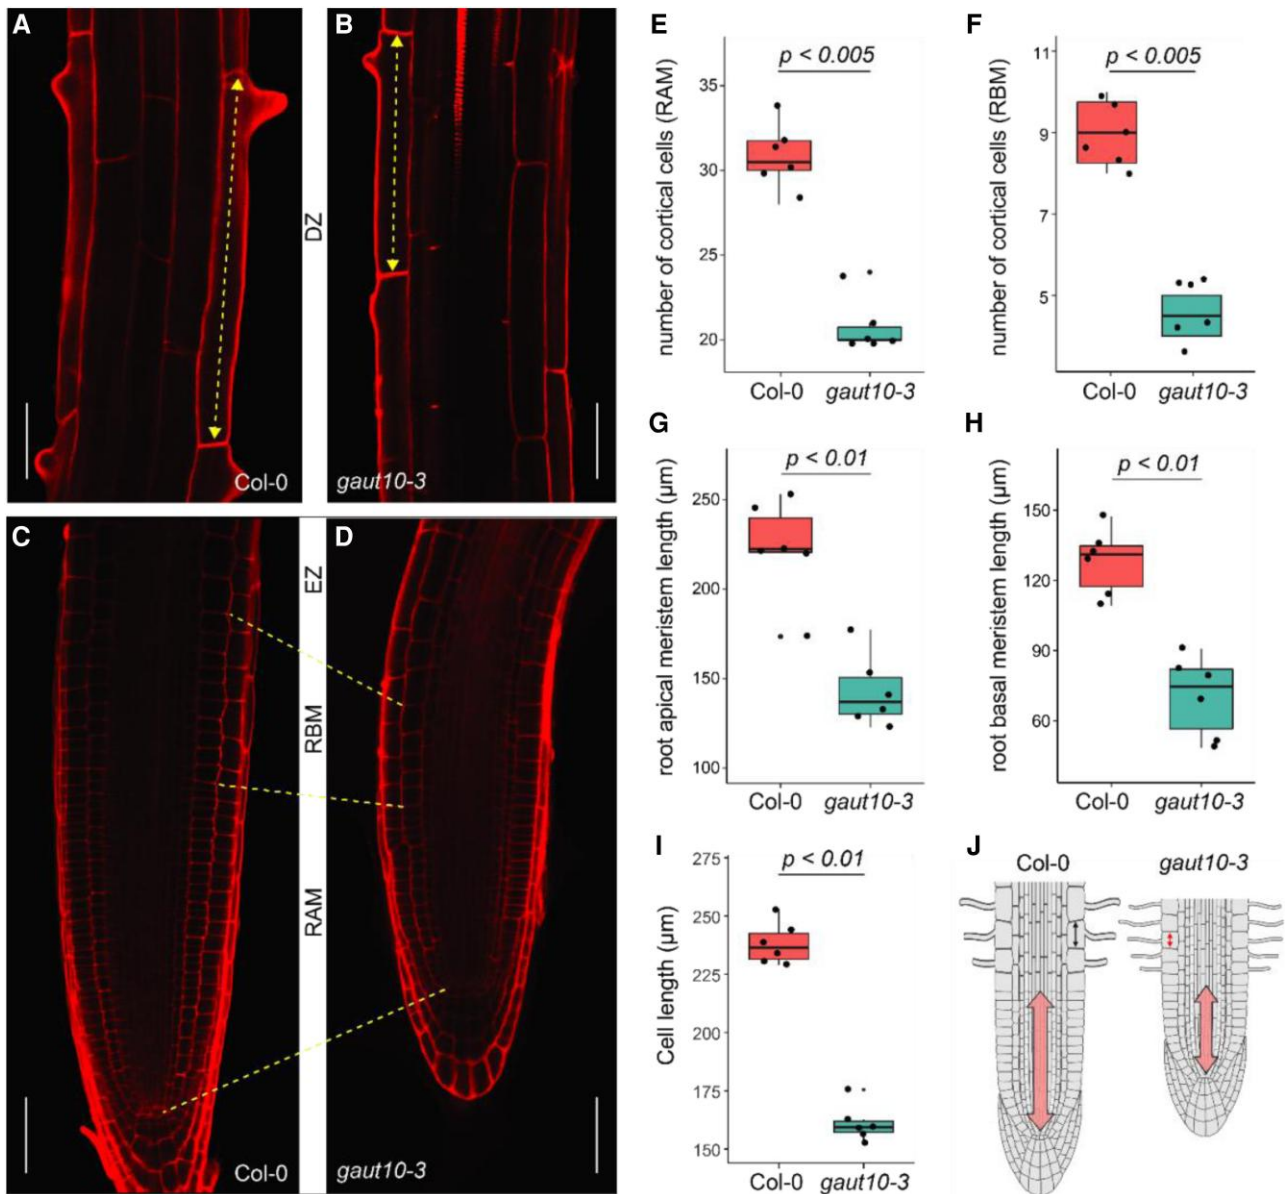 A
B
DZ
Col-0
gaut10-3
C
D
EZ
RBM
RAM
Col-0
gaut10-3
E
number of cortical cells (RAM)
p < 0.005
35
30
25
20
Col-0
gaut10-3
F
number of cortical cells (RBM)
p < 0.005
11
9
7
5
Col-0
gaut10-3
G
root apical meristem length (µm)
p < 0.01
250
200
150
100
Col-0
gaut10-3
H
root basal meristem length (µm)
p < 0.01
150
120
90
60
Col-0
gaut10-3
I
Cell length (µm)
p < 0.01
275
250
225
200
175
150
Col-0
gaut10-3
J
Col-0
gaut10-3